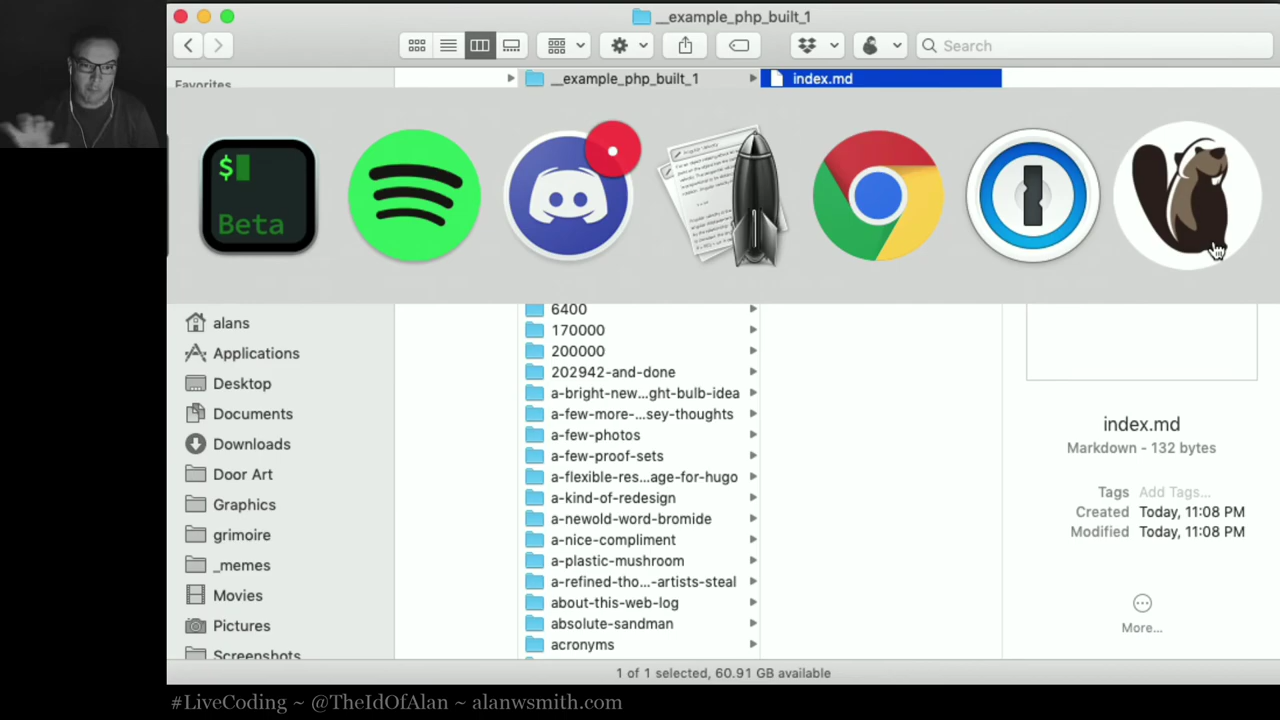 __example_php_built_1
Search
Favorites
__example_php_built_1
index.md
$
Beta
alans
Applications
Desktop
Documents
Downloads
Door Art
Graphics
grimoire
_memes
Movies
Pictures
Screenshots
6400
170000
200000
202942-and-done
a-bright-new...ght-bulb-idea
a-few-more-...sey-thoughts
a-few-photos
a-few-proof-sets
a-flexible-res...age-for-hugo
a-kind-of-redesign
a-newold-word-bromide
a-nice-compliment
a-plastic-mushroom
a-refined-tho...-artists-steal
about-this-web-log
absolute-sandman
acronyms
index.md
Markdown - 132 bytes
Tags Add Tags...
Created Today, 11:08 PM
Modified Today, 11:08 PM
More...
1 of 1 selected, 60.91 GB available
#LiveCoding ~ @TheIdOfAlan ~ alanwsmith.com